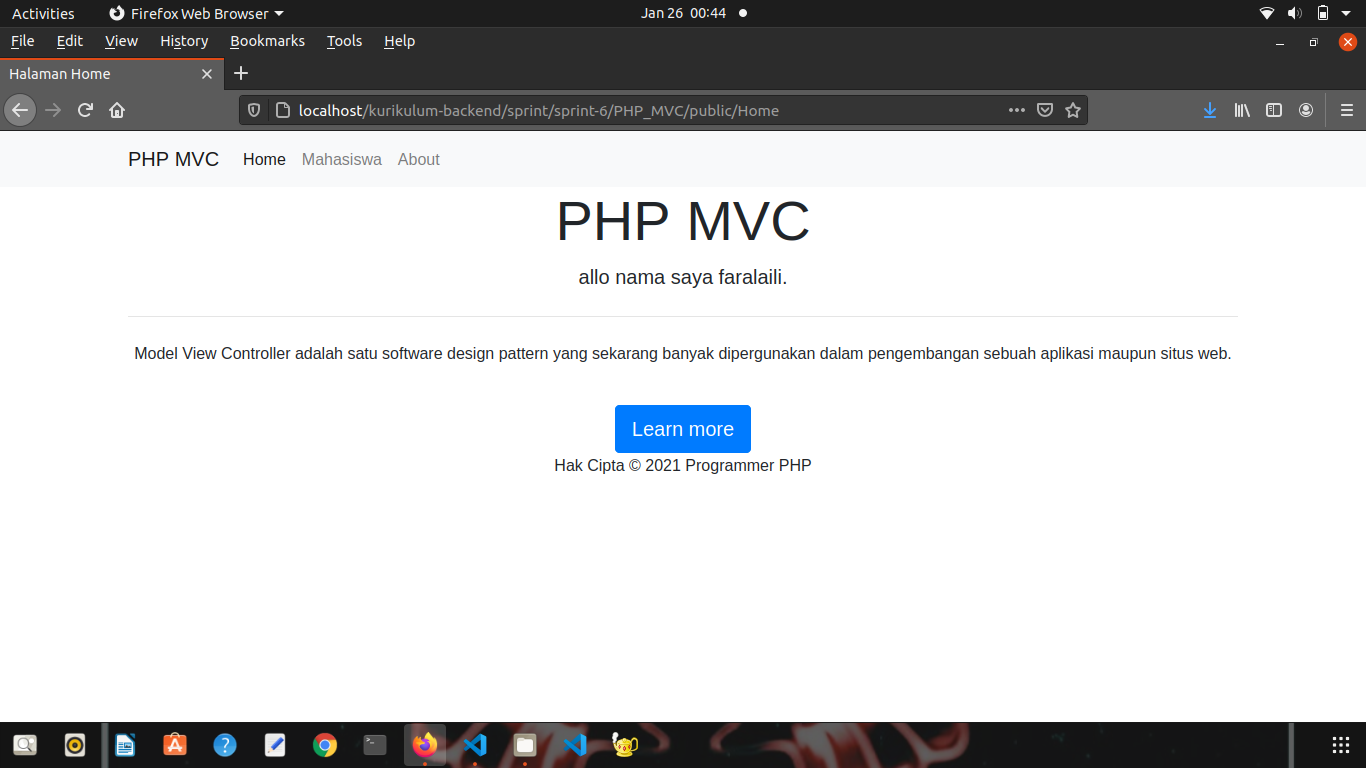 Activities Firefox Web Browser Jan 26 00:44
File Edit View History Bookmarks Tools Help
Halaman Home
localhost/kurikulum-backend/sprint/sprint-6/PHP_MVC/public/Home
PHP MVC Home Mahasiswa About
PHP MVC
allo nama saya faralaili.
Model View Controller adalah satu software design pattern yang sekarang banyak dipergunakan dalam pengembangan sebuah aplikasi maupun situs web.
Learn more
Hak Cipta © 2021 Programmer PHP